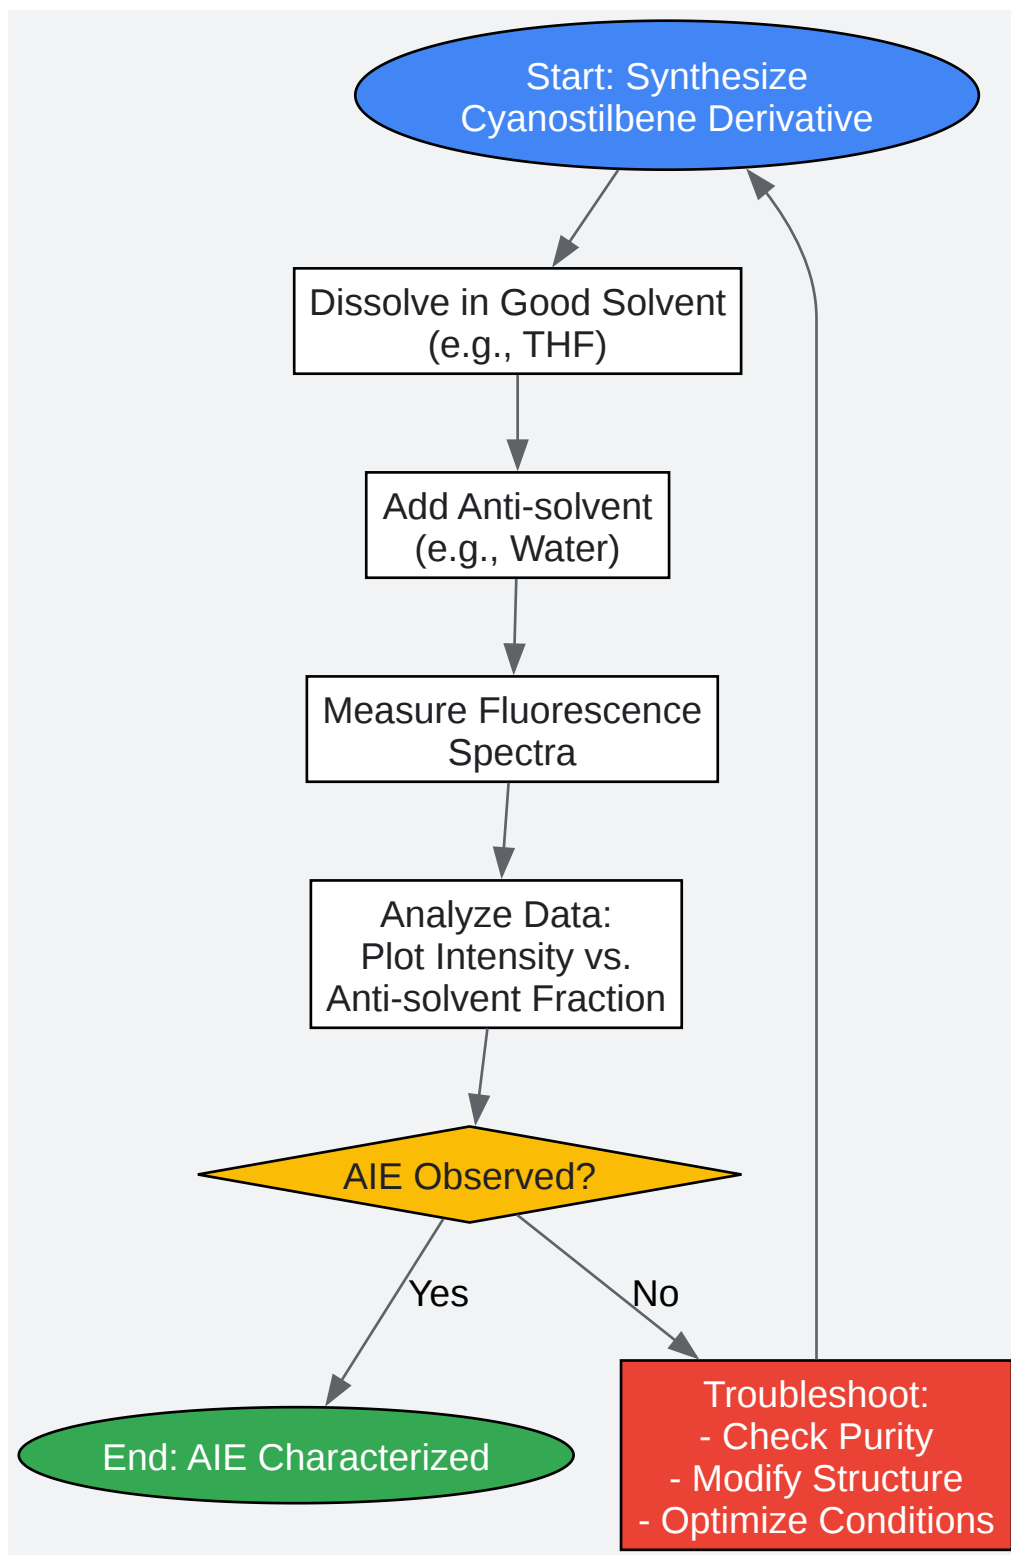 Start: Synthesize
Cyanostilbene Derivative
Dissolve in Good Solvent
(e.g., THF)
Add Anti-solvent
(e.g., Water)
Measure Fluorescence
Spectra
Analyze Data:
Plot Intensity vs.
Anti-solvent Fraction
AIE Observed?
Yes
No
End: AIE Characterized
Troubleshoot:
- Check Purity
- Modify Structure
- Optimize Conditions